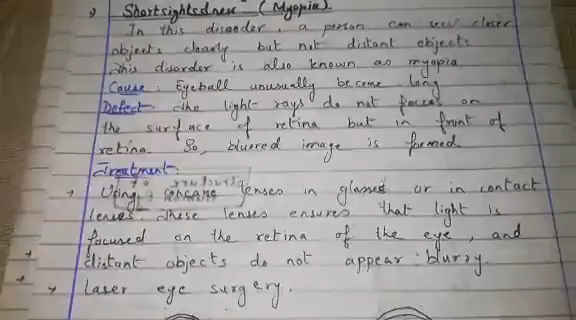 Shortsightedness (Myopia).
In this disorder, a person can see closer
objects clearly but not distant objects
This disorder is also known as myopia
Cause: Eyeball unusually become long
Defect: The light rays do not focus on
the surface of retina but in front of
retina. So, blurred image is formed
Treatment:
→ Using concave lenses in glasses or in contact
lenses. These lenses ensures that light is
focused on the retina of the eye, and
distant objects do not appear blurry.
→ Laser eye surgery.